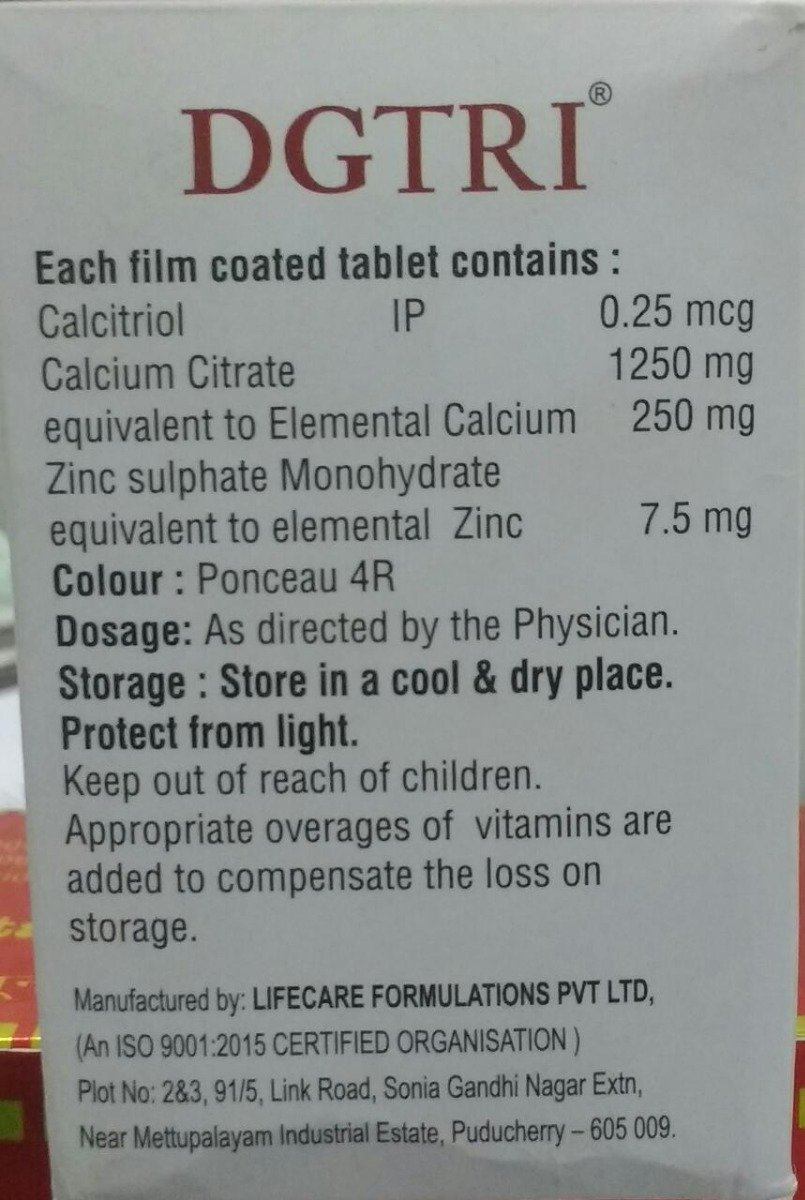 DGTRI®
Each film coated tablet contains :
Calcitriol IP 0.25 mcg
Calcium Citrate 1250 mg
equivalent to Elemental Calcium 250 mg
Zinc sulphate Monohydrate
equivalent to elemental Zinc 7.5 mg
Colour : Ponceau 4R
Dosage: As directed by the Physician.
Storage : Store in a cool & dry place.
Protect from light.
Keep out of reach of children.
Appropriate overages of vitamins are
added to compensate the loss on
storage.
Manufactured by: LIFECARE FORMULATIONS PVT LTD,
(An ISO 9001:2015 CERTIFIED ORGANISATION )
Plot No: 2&3, 91/5, Link Road, Sonia Gandhi Nagar Extn,
Near Mettupalayam Industrial Estate, Puducherry – 605 009.